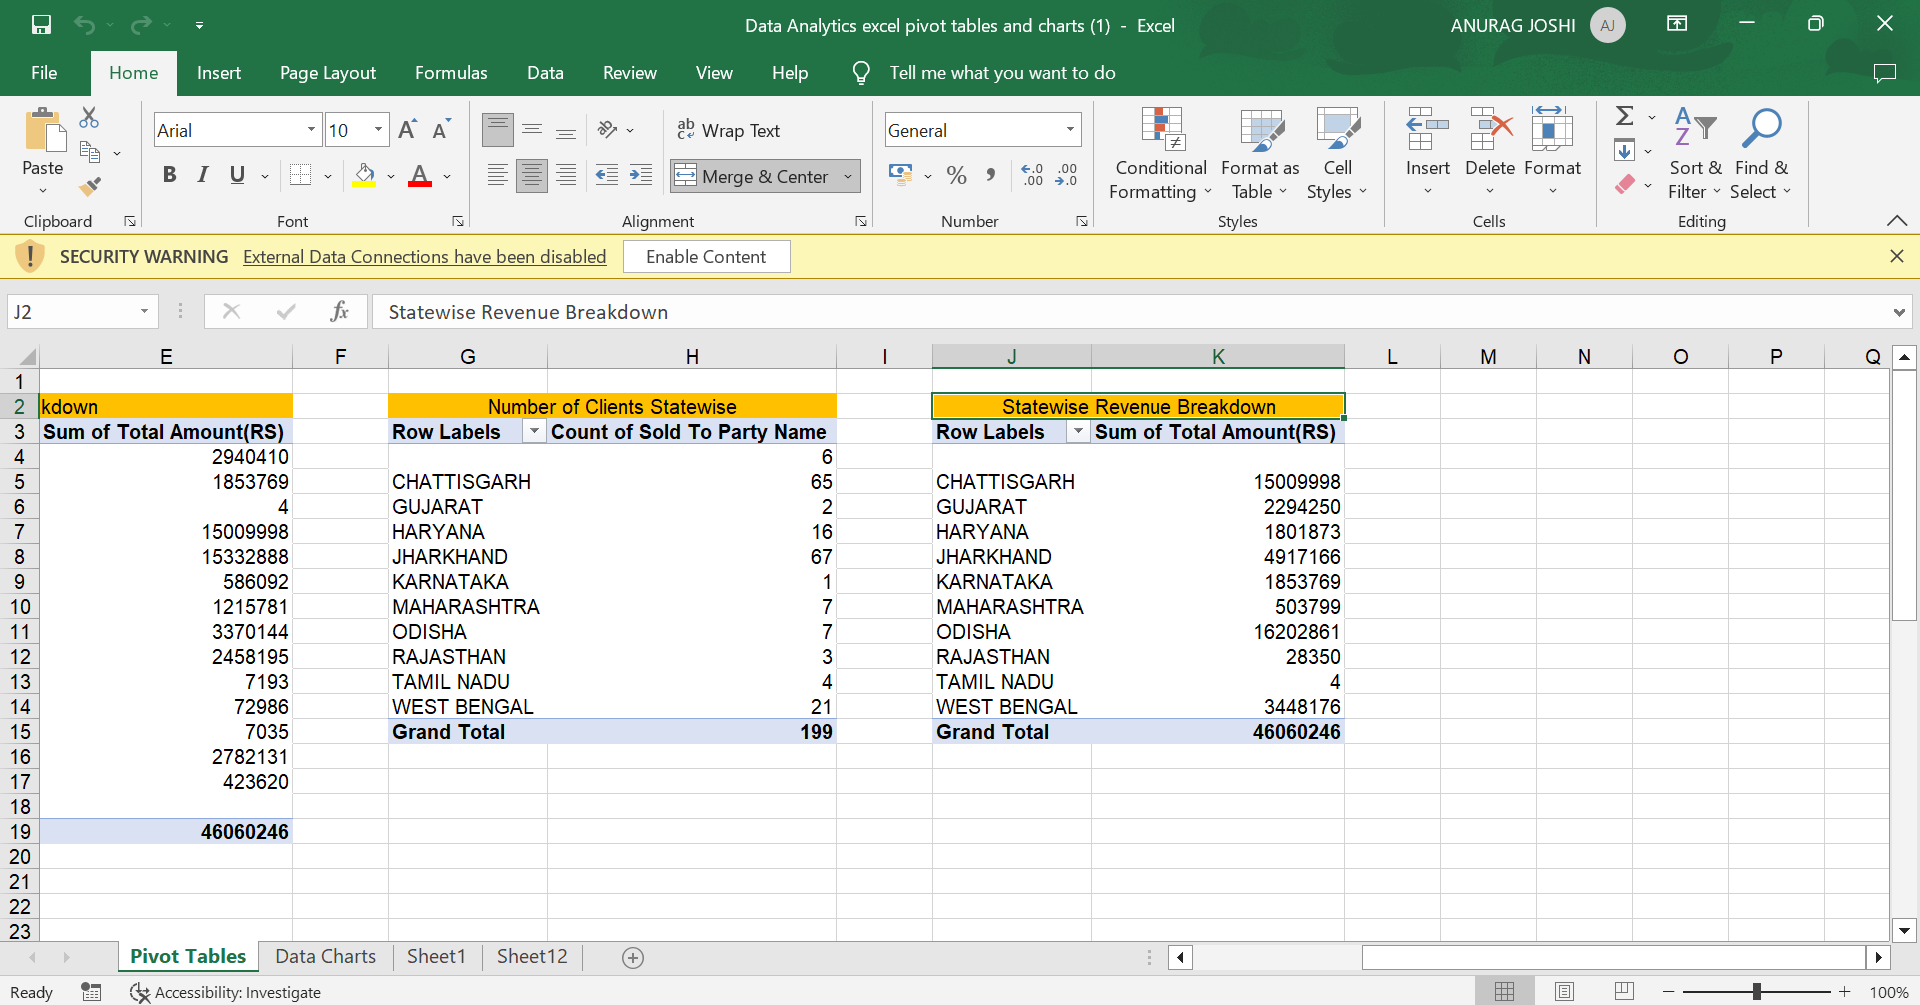 Data Analytics excel pivot tables and charts (1) - Excel
ANURAG JOSHI AJ
File Home Insert Page Layout Formulas Data Review View Help Tell me what you want to do
Paste
Clipboard
Arial 10
B I U A
Font
ab Wrap Text
Merge & Center
Alignment
General
% , .00
Number
Conditional Formatting
Format as Table
Cell Styles
Styles
Insert Delete Format
Cells
Sort & Filter
Find & Select
Editing
SECURITY WARNING External Data Connections have been disabled Enable Content
J2 fx Statewise Revenue Breakdown
E F G H I J K L M N O P Q
1
2 kdown Number of Clients Statewise Statewise Revenue Breakdown
3 Sum of Total Amount(RS) Row Labels Count of Sold To Party Name Row Labels Sum of Total Amount(RS)
4 2940410 6
5 1853769 CHATTISGARH 65 CHATTISGARH 15009998
6 4 GUJARAT 2 GUJARAT 2294250
7 15009998 HARYANA 16 HARYANA 1801873
8 15332888 JHARKHAND 67 JHARKHAND 4917166
9 586092 KARNATAKA 1 KARNATAKA 1853769
10 1215781 MAHARASHTRA 7 MAHARASHTRA 503799
11 3370144 ODISHA 7 ODISHA 16202861
12 2458195 RAJASTHAN 3 RAJASTHAN 28350
13 7193 TAMIL NADU 4 TAMIL NADU 4
14 72986 WEST BENGAL 21 WEST BENGAL 3448176
15 7035 Grand Total 199 Grand Total 46060246
16 2782131
17 423620
18
19 46060246
20
21
22
23
Pivot Tables Data Charts Sheet1 Sheet12
Ready Accessibility: Investigate 100%